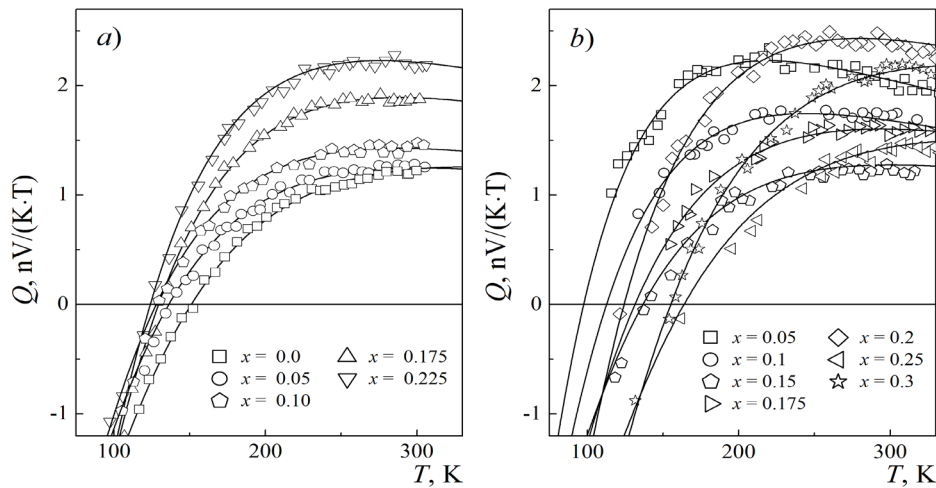 a)
Q, nV/(K·T)
2
1
0
-1
x = 0.0
x = 0.05
x = 0.10
x = 0.175
x = 0.225
100
200
300
T, K
b)
Q, nV/(K·T)
2
1
0
-1
x = 0.05
x = 0.1
x = 0.15
x = 0.175
x = 0.2
x = 0.25
x = 0.3
100
200
300
T, K